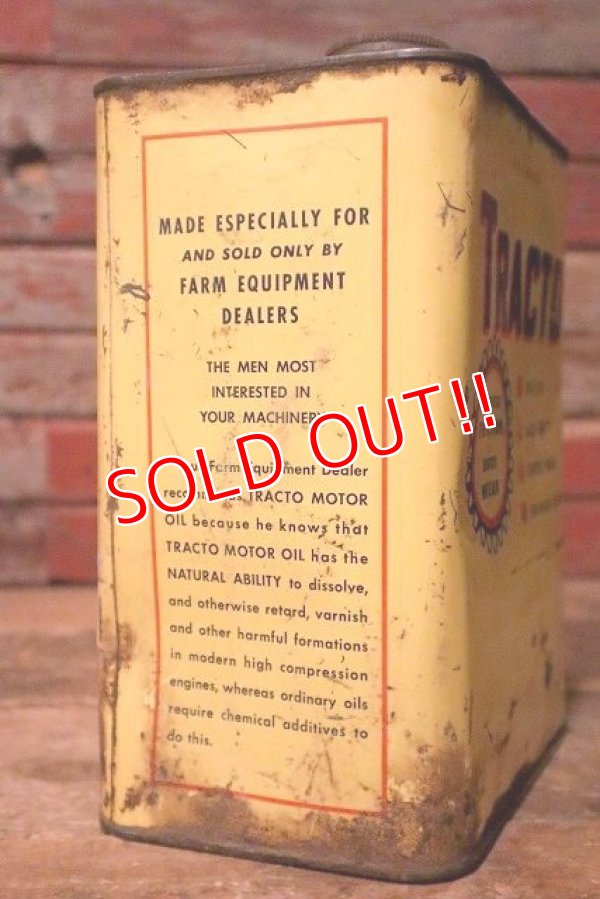 MADE ESPECIALLY FOR
AND SOLD ONLY BY
FARM EQUIPMENT
DEALERS
THE MEN MOST
INTERESTED IN
YOUR MACHINERY
Farm Equipment Dealer
TRACTO MOTOR
OIL because he knows that
TRACTO MOTOR OIL has the
NATURAL ABILITY to dissolve,
and otherwise retard, varnish
and other harmful formations
in modern high compression
engines, whereas ordinary oils
require chemical additives to
do this.
TRACTO
WEAR
SOLD OUT!!